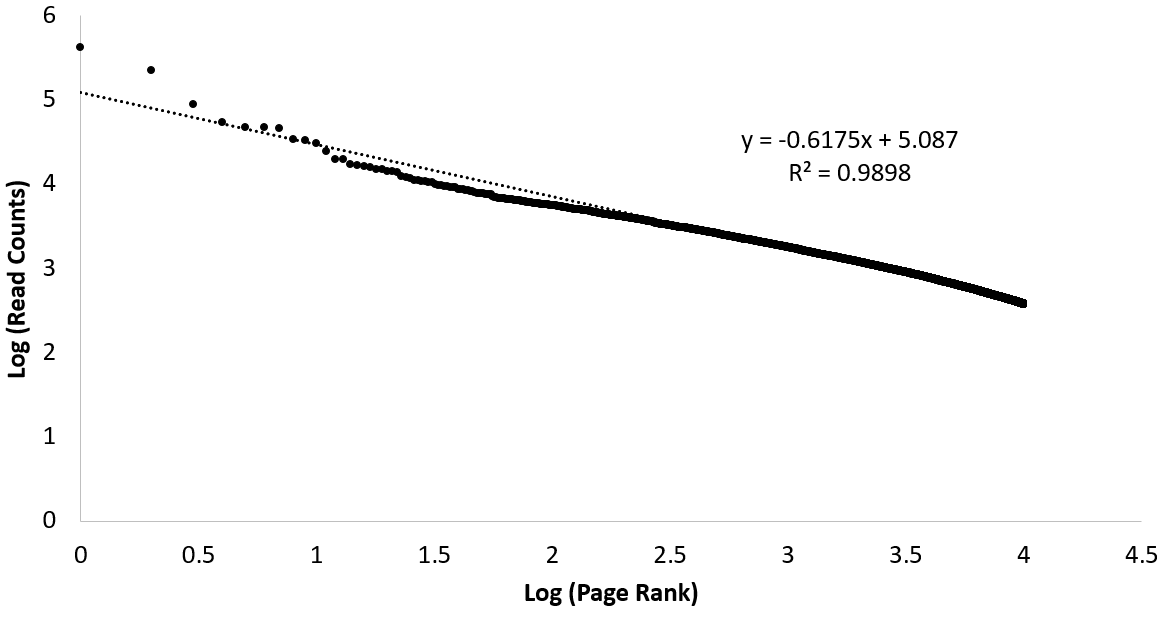 6
5
4
3
2
1
0
Log (Read Counts)
y = -0.6175x + 5.087
R² = 0.9898
0 0.5 1 1.5 2 2.5 3 3.5 4 4.5
Log (Page Rank)